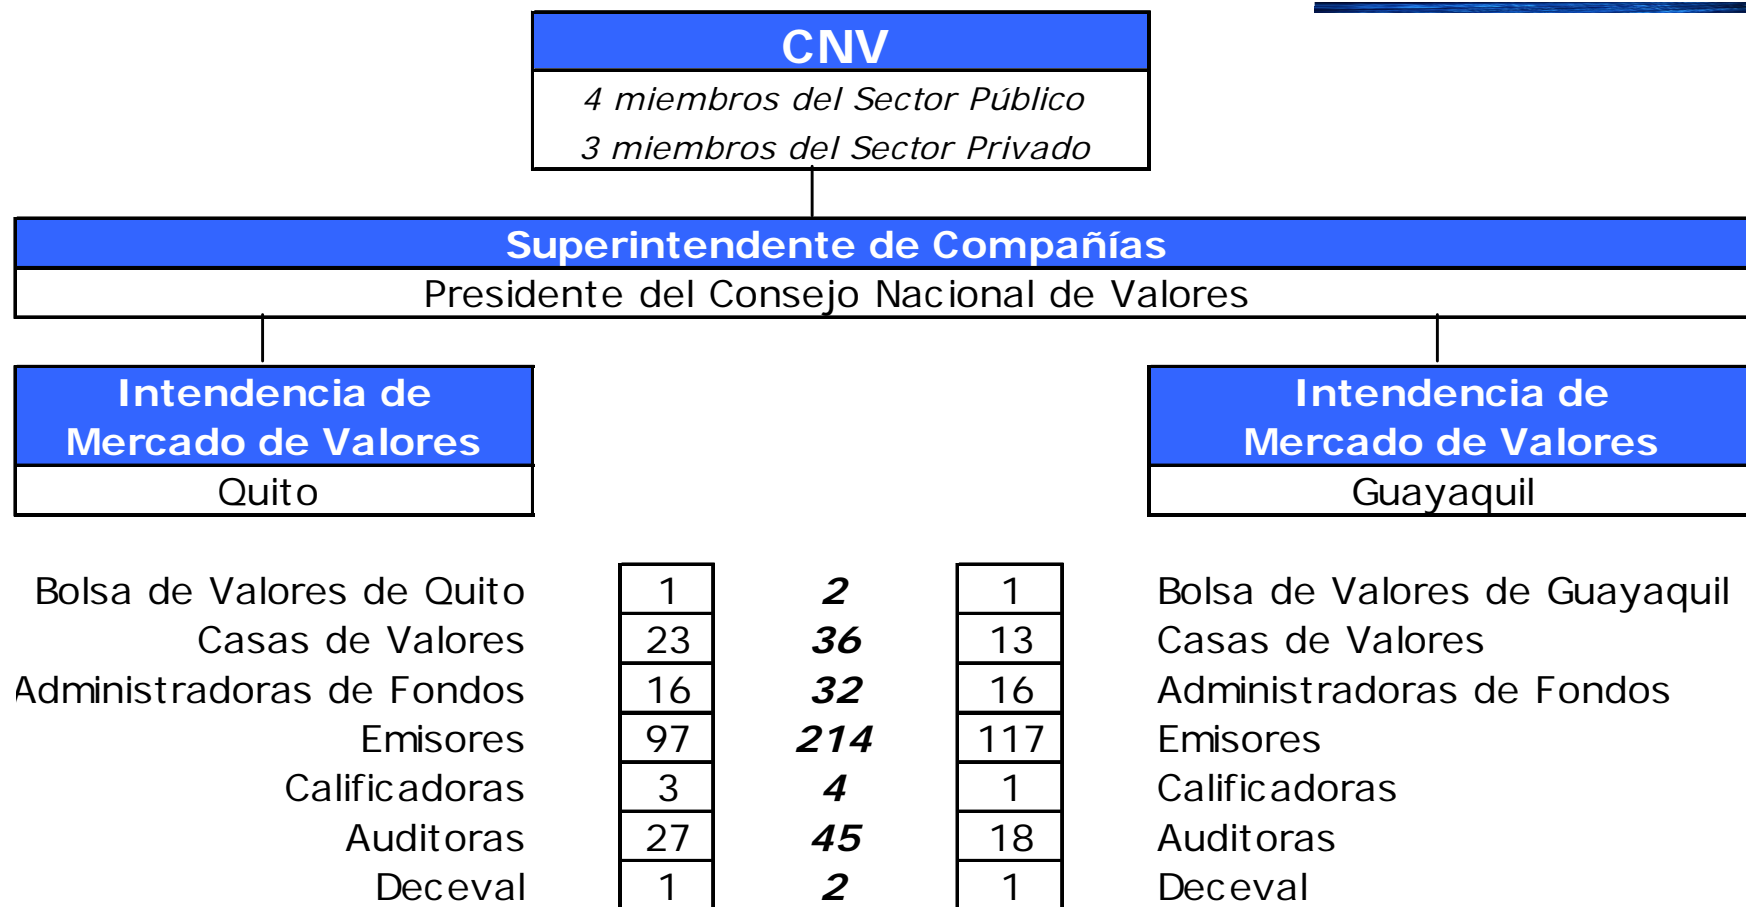 CNV
4 miembros del Sector Público
3 miembros del Sector Privado
Superintendente de Compañías
Presidente del Consejo Nacional de Valores
Intendencia de
Mercado de Valores
Quito
Intendencia de
Mercado de Valores
Guayaquil
Bolsa de Valores de Quito 1 2 1 Bolsa de Valores de Guayaquil
Casas de Valores 23 36 13 Casas de Valores
Administradoras de Fondos 16 32 16 Administradoras de Fondos
Emisores 97 214 117 Emisores
Calificadoras 3 4 1 Calificadoras
Auditoras 27 45 18 Auditoras
Deceval 1 2 1 Deceval